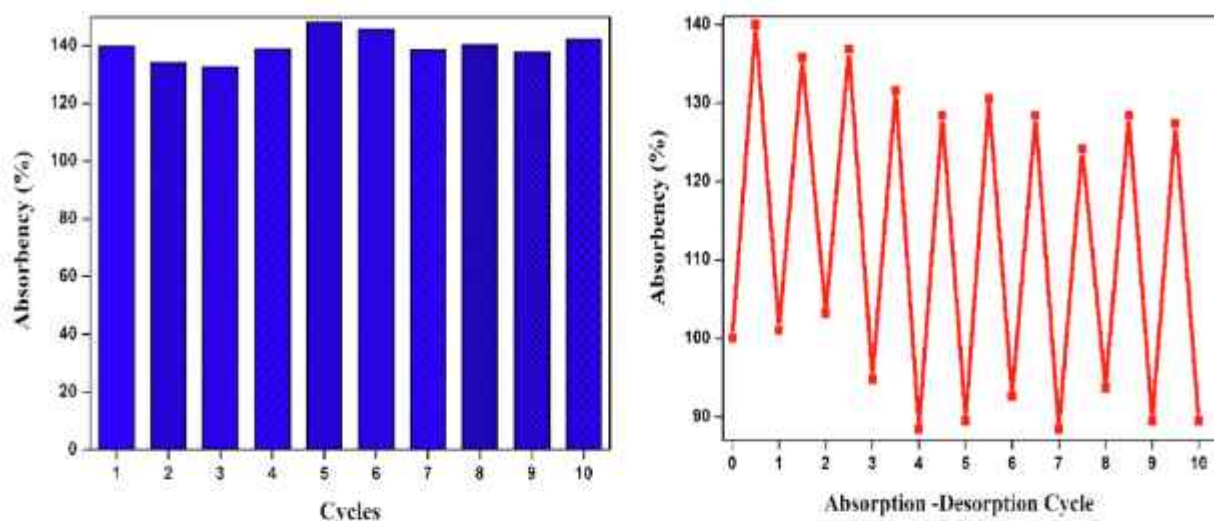 Absorbency (%)
140
120
100
80
60
40
20
0
1 2 3 4 5 6 7 8 9 10
Cycles
Absorbency (%)
140
130
120
110
100
90
0 1 2 3 4 5 6 7 8 9 10
Absorption -Desorption Cycle